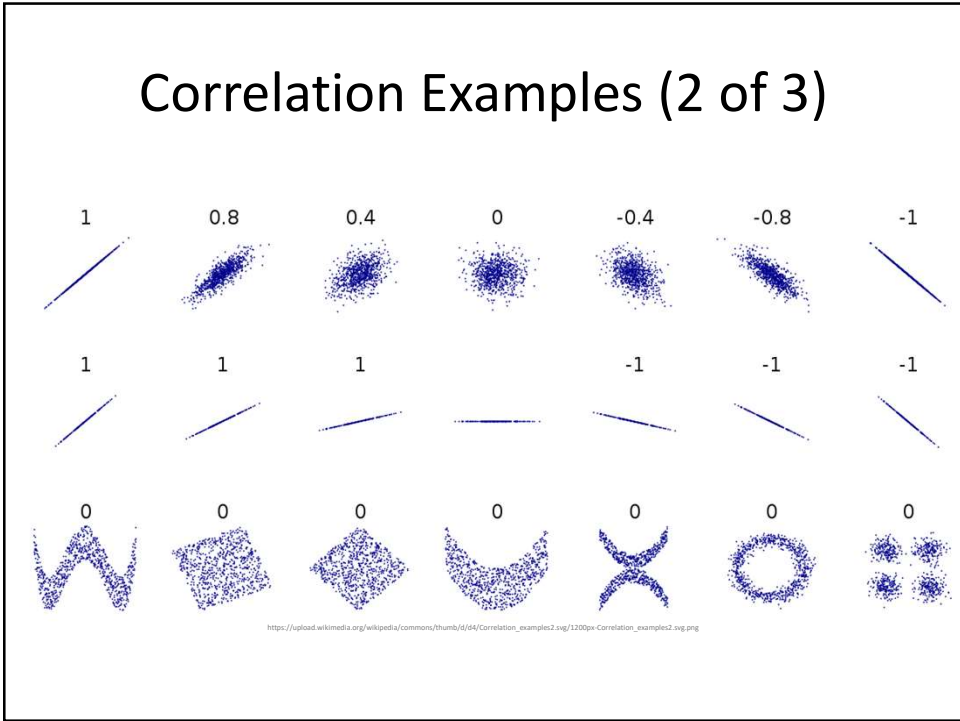 Correlation Examples (2 of 3)
1 0.8 0.4 0 -0.4 -0.8 -1
1 1 1 -1 -1 -1
0 0 0 0 0 0 0
https://upload.wikimedia.org/wikipedia/commons/thumb/d/d4/Correlation_examples2.svg/1200px-Correlation_examples2.svg.png